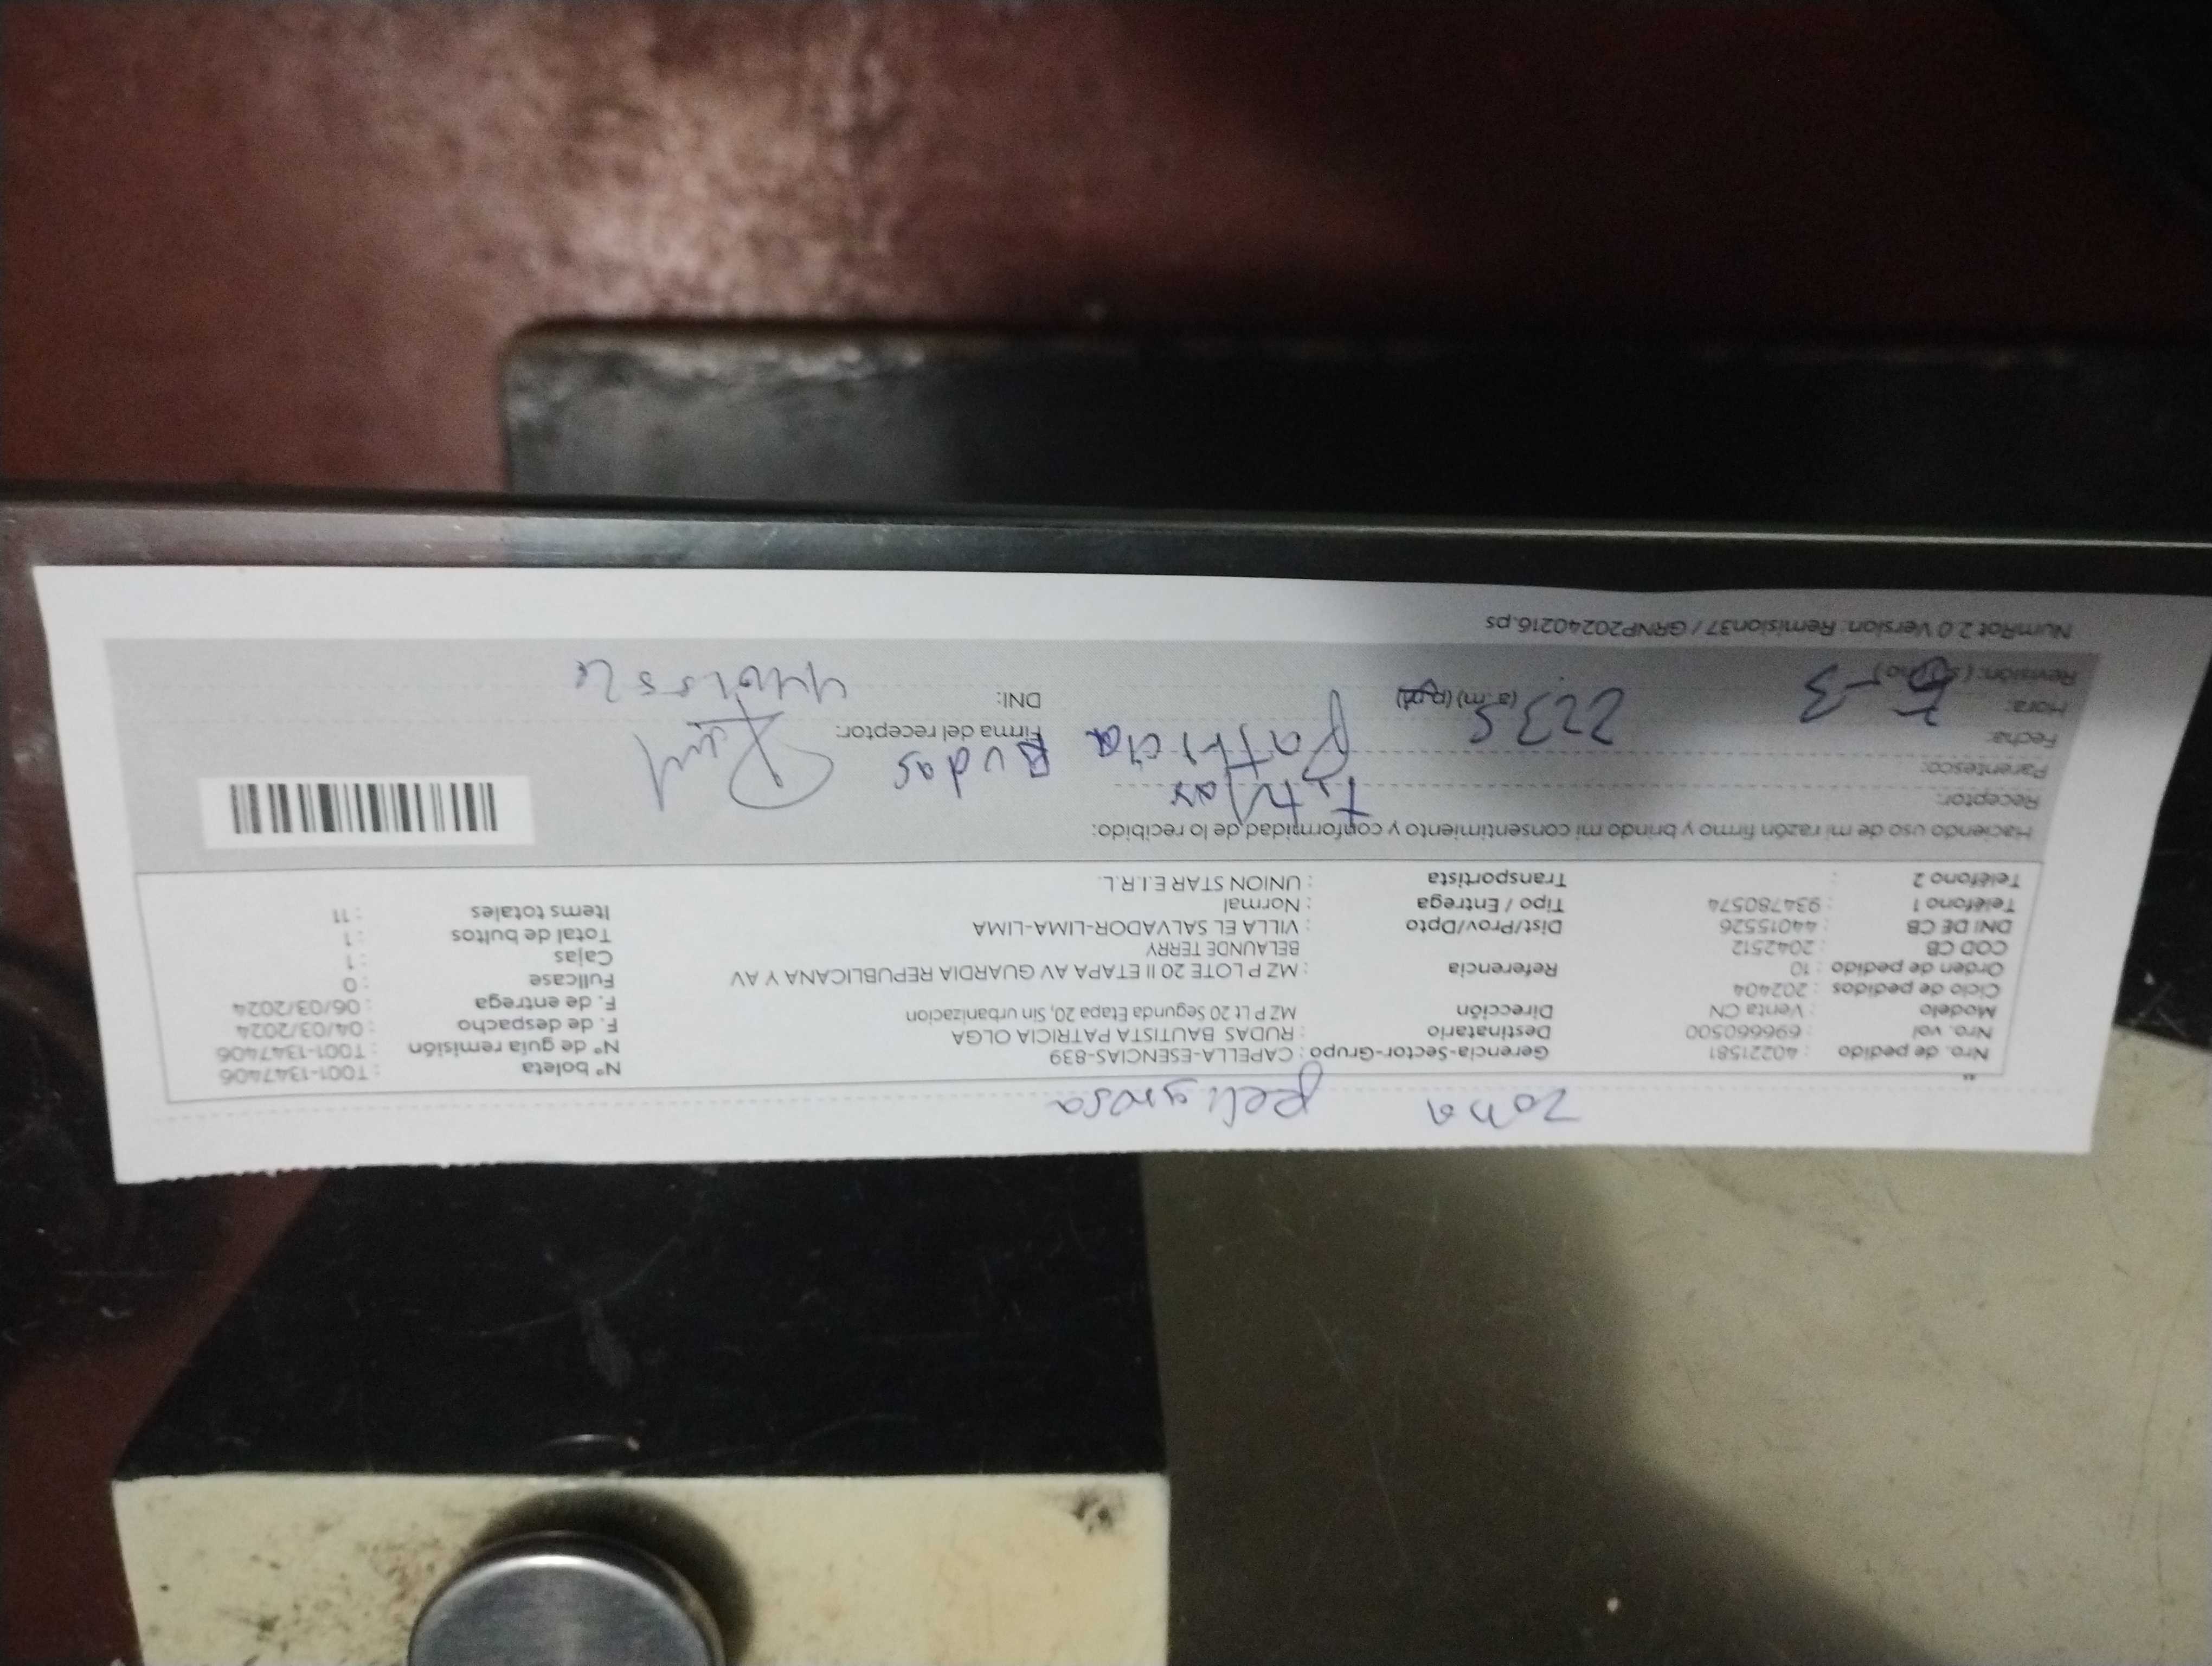 zona peligrosa
Nro. de pedido : 40221581 Gerencia-Sector-Grupo : CAPELLA-ESENCIAS-839 Nº boleta : T001-1347406
Nro. vol : 696660500 Destinatario : RUDAS BAUTISTA PATRICIA OLGA Nº de guía remisión : T001-1347406
Modelo : Venta CN Dirección MZ P Lt 20 Segunda Etapa 20, Sin urbanizacion F. de despacho : 04/03/2024
Ciclo de pedidos : 202404 F. de entrega : 06/03/2024
Orden de pedido : 10 Referencia : MZ P LOTE 20 II ETAPA AV GUARDIA REPUBLICANA Y AV Fullcase : 0
COD CB : 2042512 BELAUNDE TERRY Cajas : 1
DNI DE CB : 44015526 Dist/Prov/Dpto : VILLA EL SALVADOR-LIMA-LIMA Total de bultos : 1
Teléfono 1 : 934780574 Tipo / Entrega : Normal Items totales : 11
Teléfono 2 : Transportista : UNION STAR E.I.R.L.
Haciendo uso de mi razón firmo y brindo mi consentimiento y conformidad de lo recibido:
Receptor: Titular
Parentesco: Patricia Rudas
Fecha: Firma del receptor:
Hora: 5-3 2235 (a.m) (p.m) DNI:
Revisión:
NumRot 2.0 Version: Remision37 / GRNP20240216.ps